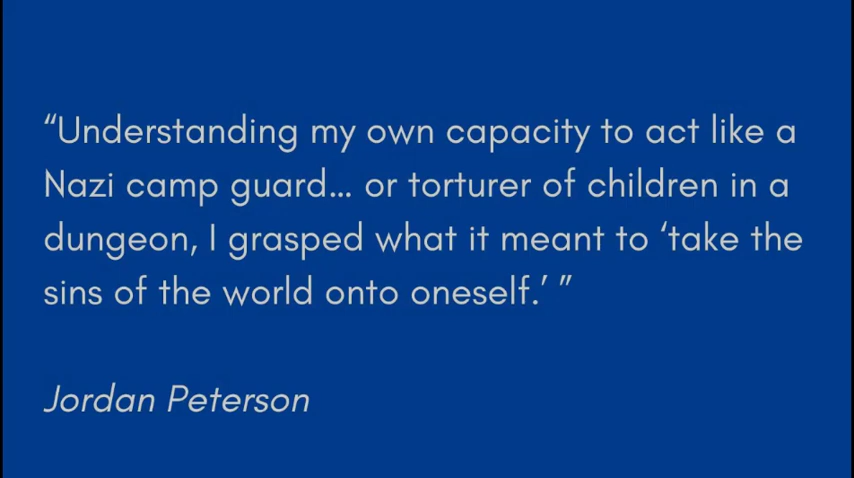 “Understanding my own capacity to act like a
Nazi camp guard... or torturer of children in a
dungeon, I grasped what it meant to ‘take the
sins of the world onto oneself.’ ”
Jordan Peterson